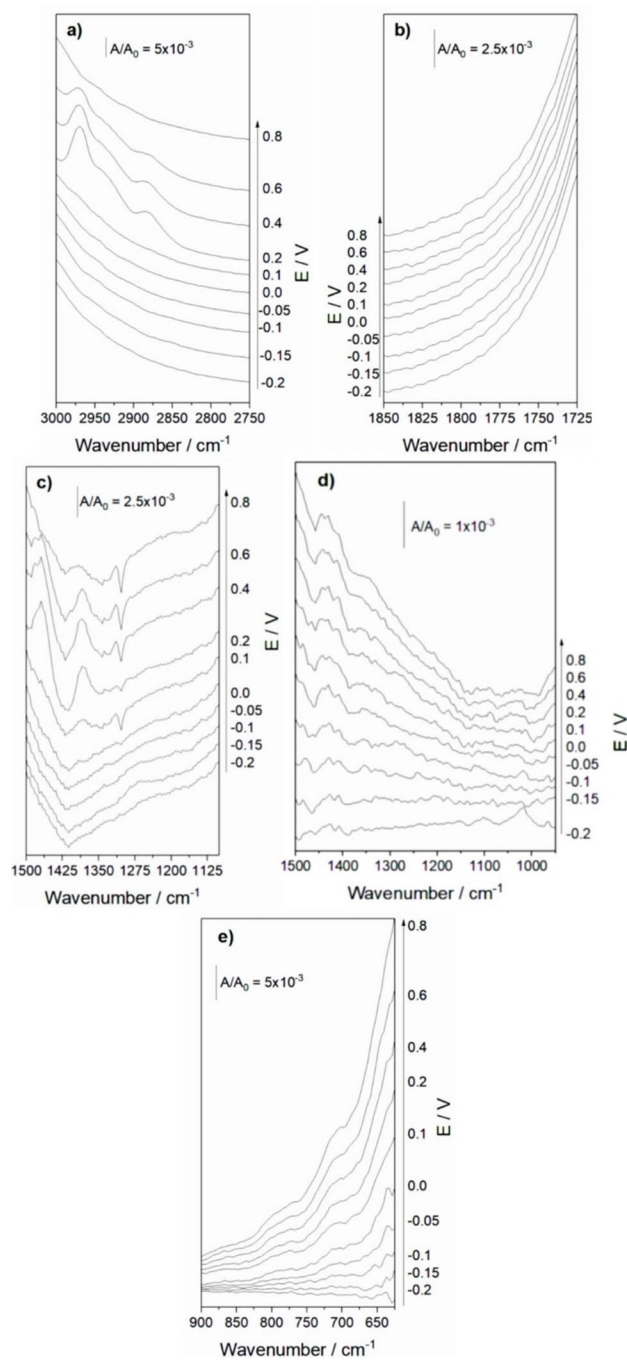 a)
A/A0 = 5x10-3
0.8
0.6
0.4
0.2
0.1
0.0
-0.05
-0.1
-0.15
-0.2
E / V
3000 2950 2900 2850 2800 2750
Wavenumber / cm-1
b)
A/A0 = 2.5x10-3
0.8
0.6
0.4
0.2
0.1
0.0
-0.05
-0.1
-0.15
-0.2
E / V
1850 1825 1800 1775 1750 1725
Wavenumber / cm-1
c)
A/A0 = 2.5x10-3
0.8
0.6
0.4
0.2
0.1
0.0
-0.05
-0.1
-0.15
-0.2
E / V
1500 1425 1350 1275 1200 1125
Wavenumber / cm-1
d)
A/A0 = 1x10-3
0.8
0.6
0.4
0.2
0.1
0.0
-0.05
-0.1
-0.15
-0.2
E / V
1500 1400 1300 1200 1100 1000
Wavenumber / cm-1
e)
A/A0 = 5x10-3
0.8
0.6
0.4
0.2
0.1
0.0
-0.05
-0.1
-0.15
-0.2
E / V
900 850 800 750 700 650
Wavenumber / cm-1